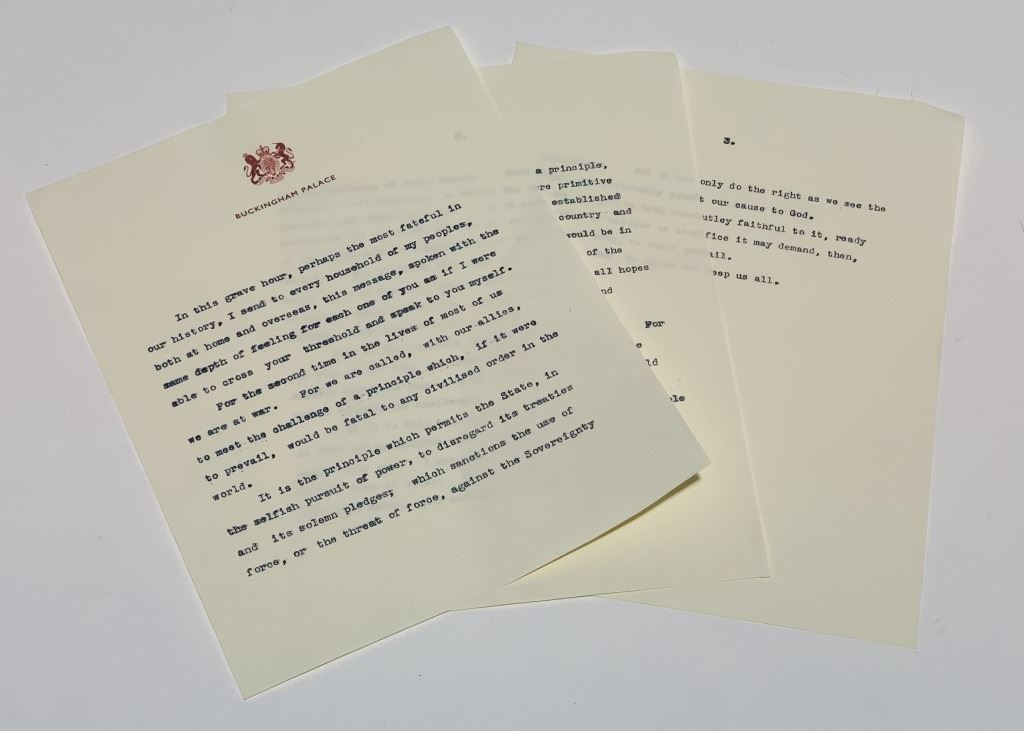 BUCKINGHAM PALACE
In this grave hour, perhaps the most fateful in
our history, I send to every household of my peoples,
both at home and overseas, this message, spoken with the
same depth of feeling for each one of you as if I were
able to cross your threshold and speak to you myself.
For the second time in the lives of most of us
we are at war. For we are called, with our allies,
to meet the challenge of a principle which, if it were
to prevail, would be fatal to any civilised order in the
world.
It is the principle which permits the State, in
the selfish pursuit of power, to disregard its treaties
and its solemn pledges; which sanctions the use of
force, or the threat of force, against the Sovereignty
a principle,
primitive
established
country and
would be in
of the
all hopes
For
3.
only do the right as we see the
our cause to God.
faithful to it, ready
it may demand, then,
us all.